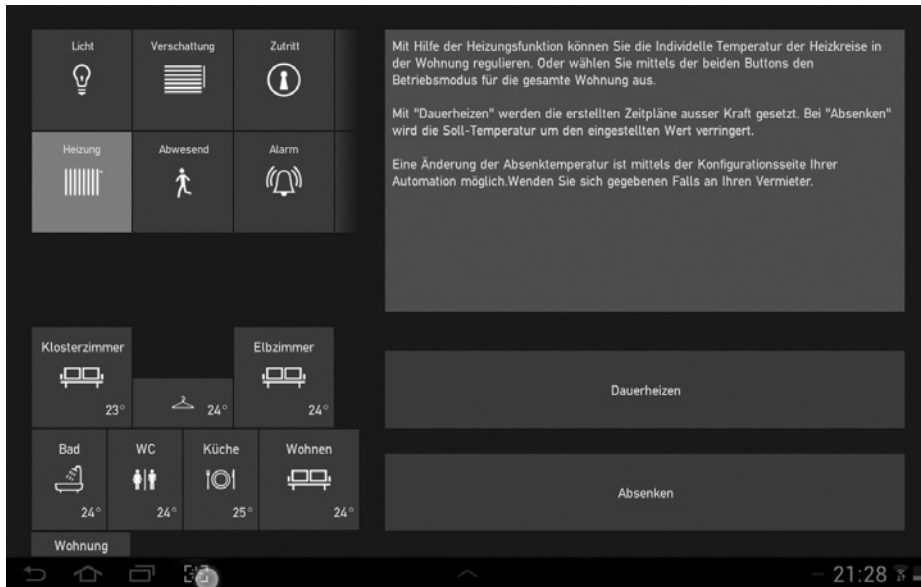 Licht
Verschattung
Zutritt
Heizung
Abwesend
Alarm
Mit Hilfe der Heizungsfunktion können Sie die Individelle Temperatur der Heizkreise in
der Wohnung regulieren. Oder wählen Sie mittels der beiden Buttons den
Betriebsmodus für die gesamte Wohnung aus.
Mit "Dauerheizen" werden die erstellten Zeitpläne ausser Kraft gesetzt. Bei "Absenken"
wird die Soll-Temperatur um den eingestellten Wert verringert.
Eine Änderung der Absenktemperatur ist mittels der Konfigurationsseite Ihrer
Automation möglich.Wenden Sie sich gegebenen Falls an Ihren Vermieter.
Klosterzimmer
23°
24°
Elbzimmer
24°
Bad
24°
WC
24°
Küche
25°
Wohnen
24°
Wohnung
Dauerheizen
Absenken
21:28